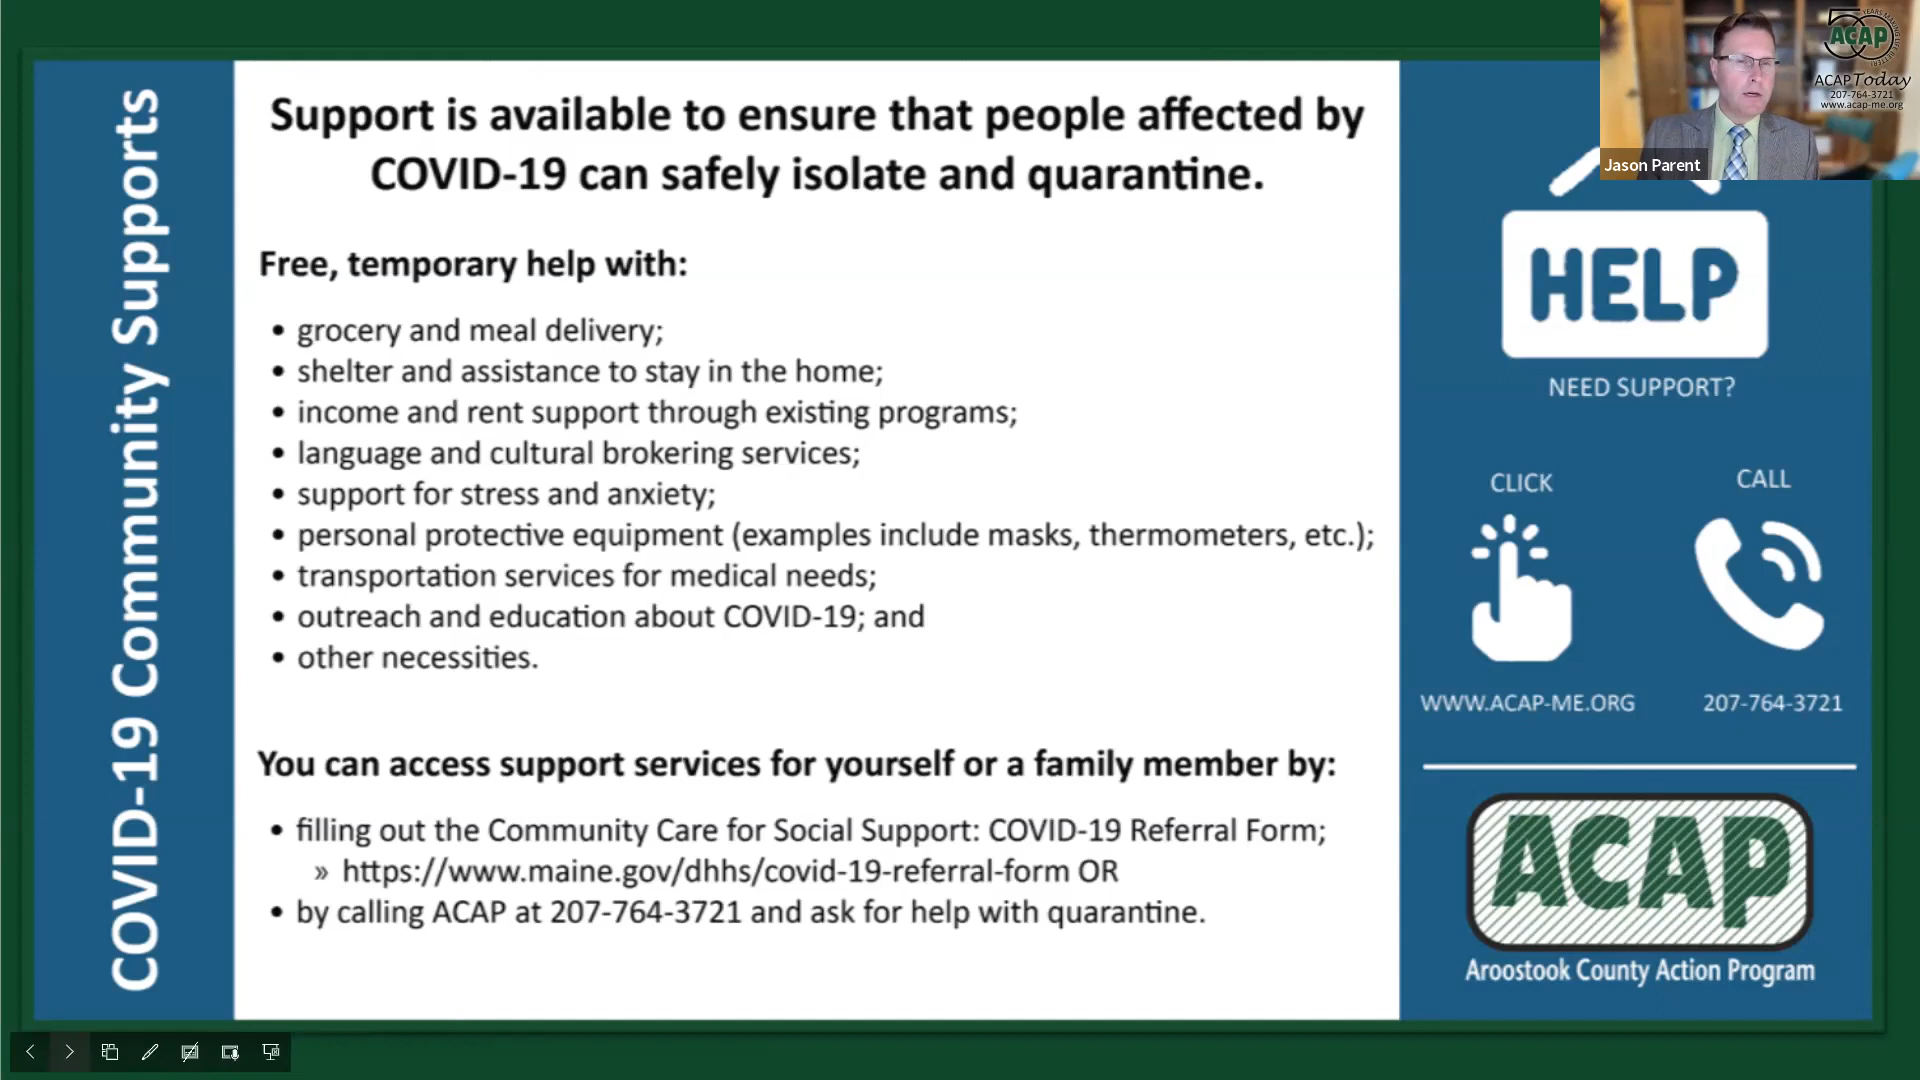 COVID-19 Community Supports
Support is available to ensure that people affected by
COVID-19 can safely isolate and quarantine.
Free, temporary help with:
• grocery and meal delivery;
• shelter and assistance to stay in the home;
• income and rent support through existing programs;
• language and cultural brokering services;
• support for stress and anxiety;
• personal protective equipment (examples include masks, thermometers, etc.);
• transportation services for medical needs;
• outreach and education about COVID-19; and
• other necessities.
You can access support services for yourself or a family member by:
• filling out the Community Care for Social Support: COVID-19 Referral Form;
» https://www.maine.gov/dhhs/covid-19-referral-form OR
• by calling ACAP at 207-764-3721 and ask for help with quarantine.
50
YEARS MAKING LIFE BETTER!
ACAP
ACAPToday
207-764-3721
www.acap-me.org
Jason Parent
HELP
NEED SUPPORT?
CLICK
CALL
WWW.ACAP-ME.ORG
207-764-3721
ACAP
Aroostook County Action Program